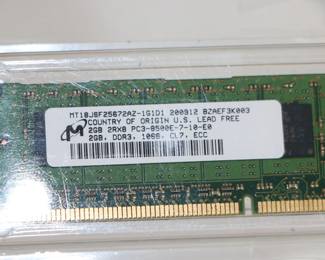 MT18JSF25672AZ-1G1D1 200912 BZAEF3K003
COUNTRY OF ORIGIN U.S. LEAD FREE
2GB 2RX8 PC3-8500E-7-10-E0
2GB, DDR3, 1066, CL7, ECC